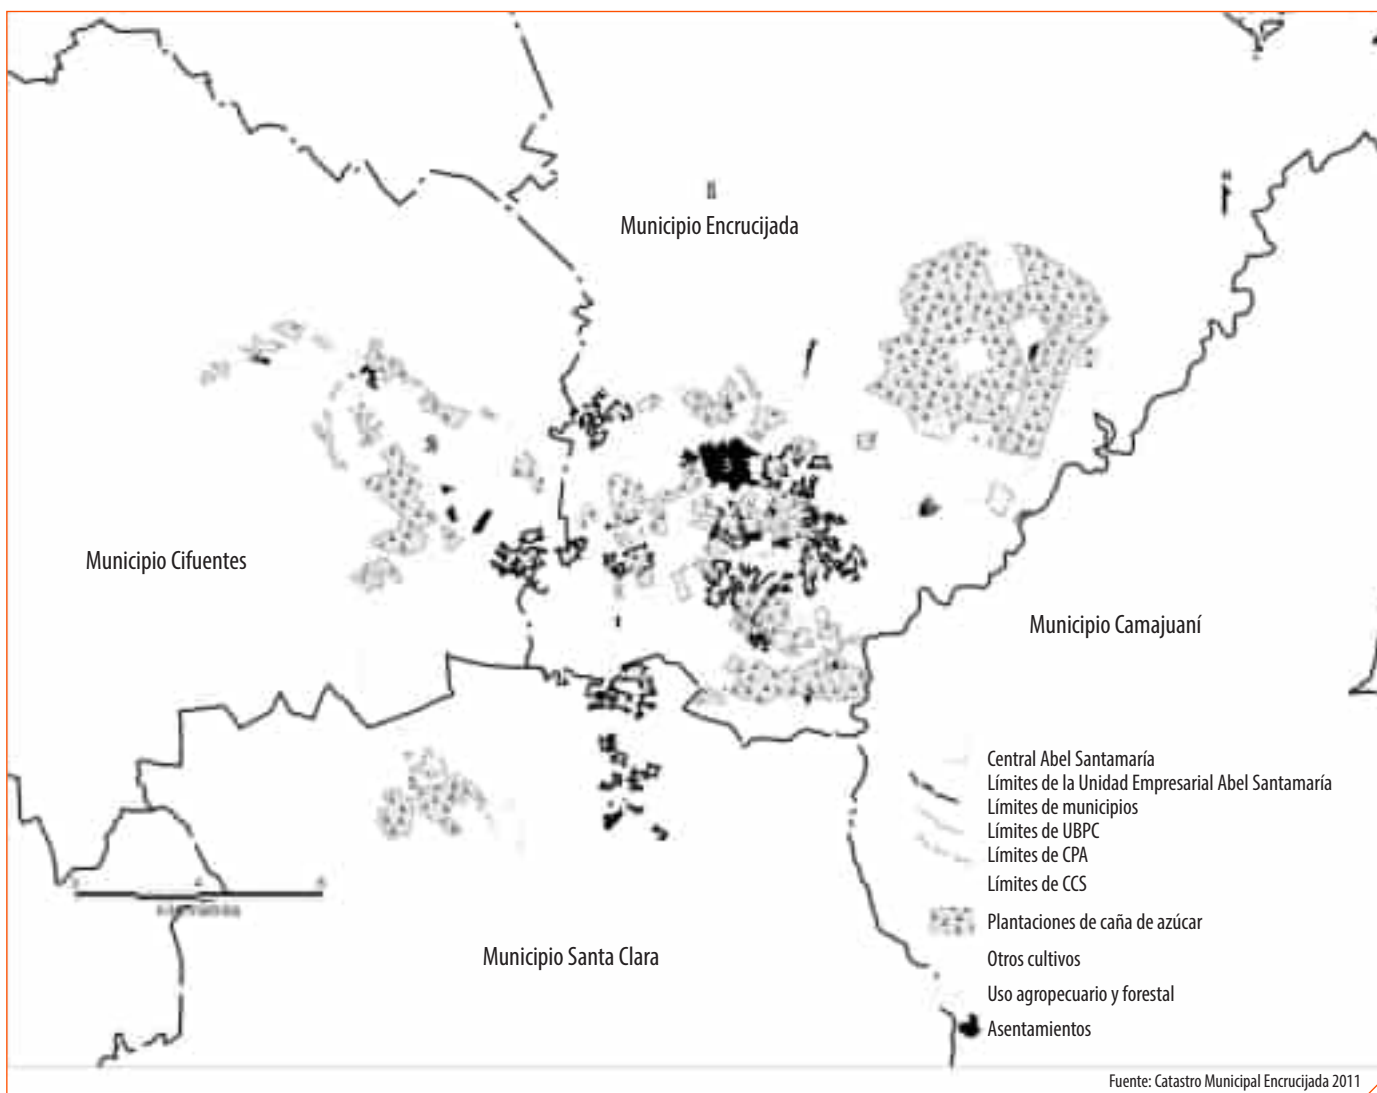 Municipio Encrucijada
Municipio Cifuentes
Municipio Camajuaní
Central Abel Santamaría
Límites de la Unidad Empresarial Abel Santamaría
Límites de municipios
Límites de UBPC
Límites de CPA
Límites de CCS
Plantaciones de caña de azúcar
Municipio Santa Clara
Otros cultivos
Uso agropecuario y forestal
Asentamientos
Fuente: Catastro Municipal Encrucijada 2011